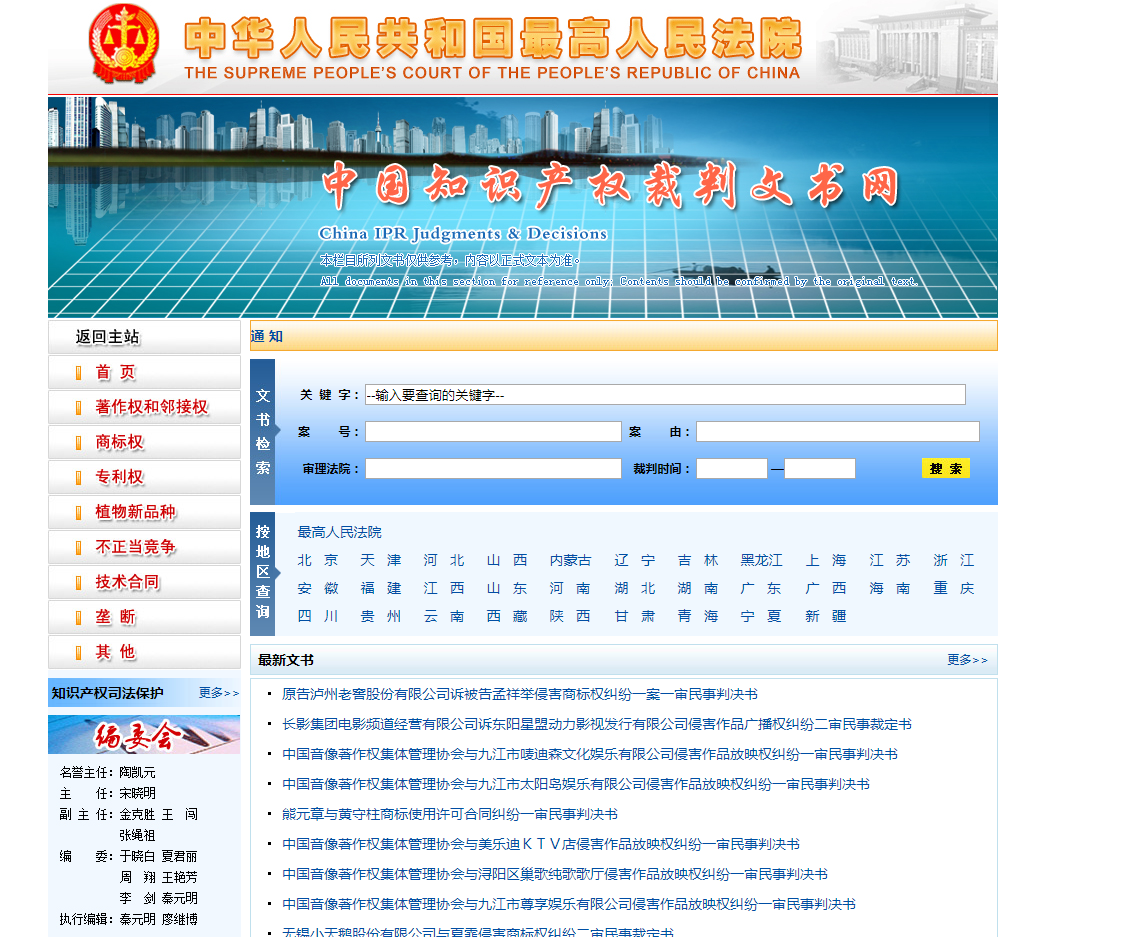 中华人民共和国最高人民法院
THE SUPREME PEOPLE'S COURT OF THE PEOPLE'S REPUBLIC OF CHINA
中国知识产权裁判文书网
China IPR Judgments & Decisions
本栏目所列文书仅供参考,内容以正式文本为准。
All documents in this section for reference only; Contents should be confirmed by the original text.
返回主站
首 页
著作权和邻接权
商标权
专利权
植物新品种
不正当竞争
技术合同
垄 断
其 他
知识产权司法保护 更多>>
编委会
名誉主任:陶凯元
主 任:宋晓明
副 主 任:金克胜 王 闯
张绳祖
编 委:于晓白 夏君丽
周 翔 王艳芳
李 剑 秦元明
执行编辑:秦元明 廖继博
通 知
文书检索
关 键 字: --输入要查询的关键字--
案 号: 案 由:
审理法院: 裁判时间: — 搜 索
按地区查询
最高人民法院
北 京 天 津 河 北 山 西 内蒙古 辽 宁 吉 林 黑龙江 上 海 江 苏 浙 江
安 徽 福 建 江 西 山 东 河 南 湖 北 湖 南 广 东 广 西 海 南 重 庆
四 川 贵 州 云 南 西 藏 陕 西 甘 肃 青 海 宁 夏 新 疆
最新文书 更多>>
原告泸州老窖股份有限公司诉被告孟祥举侵害商标权纠纷一案一审民事判决书
长影集团电影频道经营有限公司诉东阳星盟动力影视发行有限公司侵害作品广播权纠纷二审民事裁定书
中国音像著作权集体管理协会与九江市唛迪森文化娱乐有限公司侵害作品放映权纠纷一审民事判决书
中国音像著作权集体管理协会与九江市太阳岛娱乐有限公司侵害作品放映权纠纷一审民事判决书
熊元章与黄守柱商标使用许可合同纠纷一审民事判决书
中国音像著作权集体管理协会与美乐迪KTV店侵害作品放映权纠纷一审民事判决书
中国音像著作权集体管理协会与浔阳区巢歌纯歌歌厅侵害作品放映权纠纷一审民事判决书
中国音像著作权集体管理协会与九江市尊享娱乐有限公司侵害作品放映权纠纷一审民事判决书
无锡小天鹅股份有限公司与夏霏侵害商标权纠纷二审民事裁定书